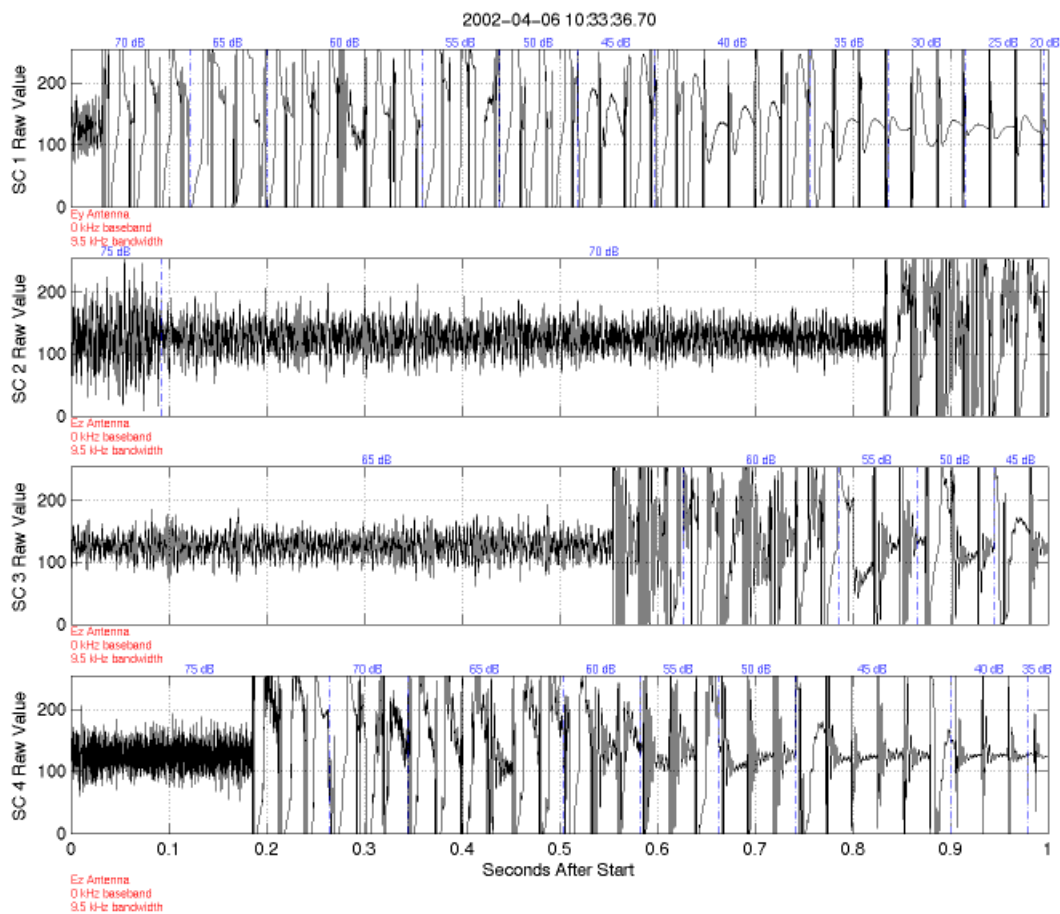 2002-04-06 10:33:36.70
70 dB 65 dB 60 dB 55 dB 50 dB 45 dB 40 dB 35 dB 30 dB 25 dB 20 dB
SC 1 Raw Value
200
100
0
Ey Antenna
0 kHz baseband
9.5 kHz bandwidth
75 dB 70 dB
SC 2 Raw Value
200
100
0
Ez Antenna
0 kHz baseband
9.5 kHz bandwidth
65 dB 60 dB 55 dB 50 dB 45 dB
SC 3 Raw Value
200
100
0
Ez Antenna
0 kHz baseband
9.5 kHz bandwidth
75 dB 70 dB 65 dB 60 dB 55 dB 50 dB 45 dB 40 dB 35 dB
SC 4 Raw Value
200
100
0
0 0.1 0.2 0.3 0.4 0.5 0.6 0.7 0.8 0.9 1
Seconds After Start
Ez Antenna
0 kHz baseband
9.5 kHz bandwidth